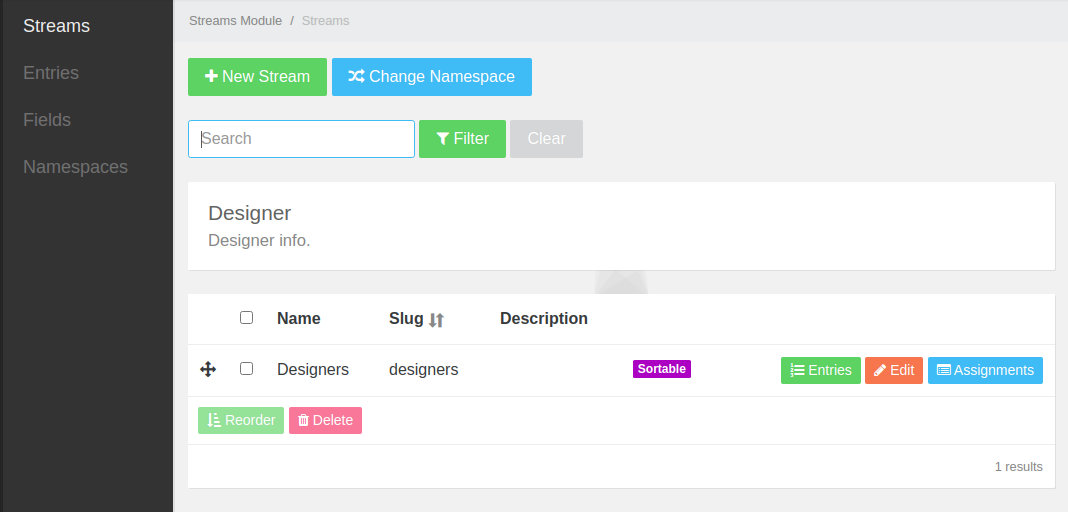 Streams
Entries
Fields
Namespaces
Streams Module / Streams
New Stream
Change Namespace
Search
Filter
Clear
Designer
Designer info.
Name Slug Description
Designers designers Sortable Entries Edit Assignments
Reorder Delete
1 results